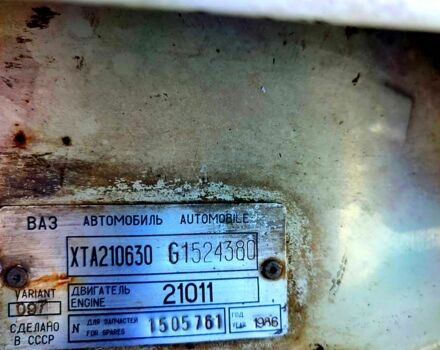 ВАЗ АВТОМОБИЛЬ AUTOMOBILE
XTA210630 G1524380
VARIANT
097
ДВИГАТЕЛЬ
ENGINE
21011
СДЕЛАНО
В СССР
N ДЛЯ ЗАПЧАСТЕЙ
FOR SPARES
1505761
ГОД
YEAR
1986